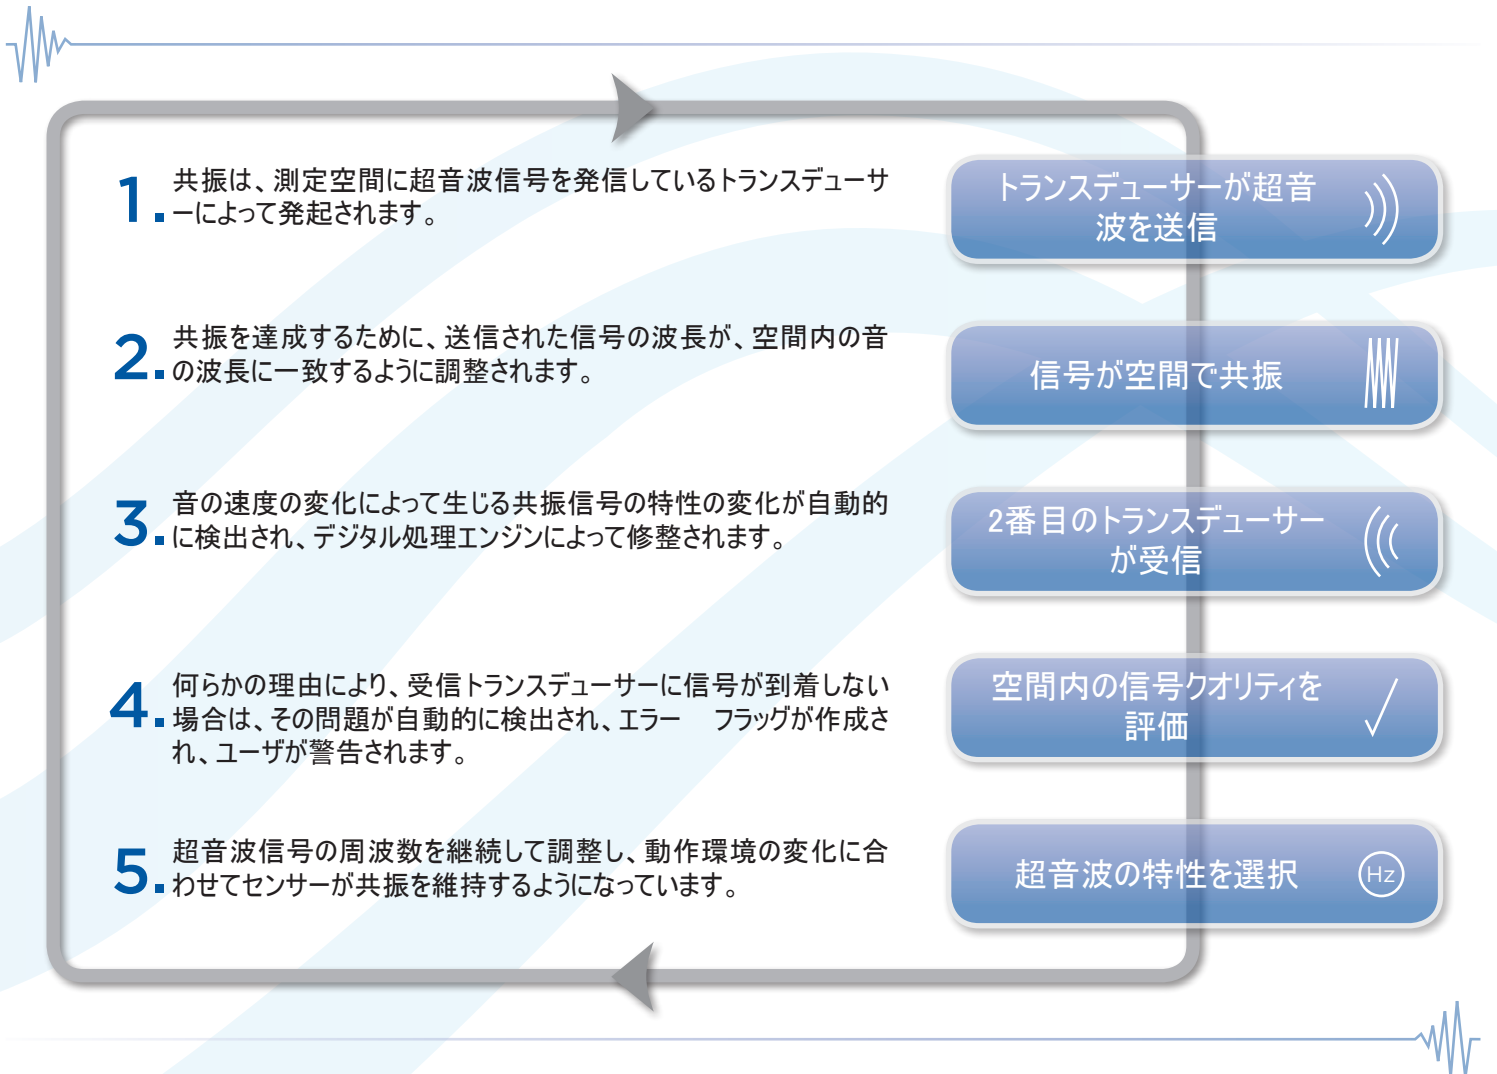 1. 共振は、測定空間に超音波信号を発信しているトランスデューサ
ーによって発起されます。
トランスデューサーが超音
波を送信
2. 共振を達成するために、送信された信号の波長が、空間内の音
の波長に一致するように調整されます。
信号が空間で共振
3. 音の速度の変化によって生じる共振信号の特性の変化が自動的
に検出され、デジタル処理エンジンによって修整されます。
2番目のトランスデューサー
が受信
4. 何らかの理由により、受信トランスデューサーに信号が到着しない
場合は、その問題が自動的に検出され、エラー　フラッグが作成さ
れ、ユーザが警告されます。
空間内の信号クオリティを
評価
5. 超音波信号の周波数を継続して調整し、動作環境の変化に合
わせてセンサーが共振を維持するようになっています。
超音波の特性を選択
Hz